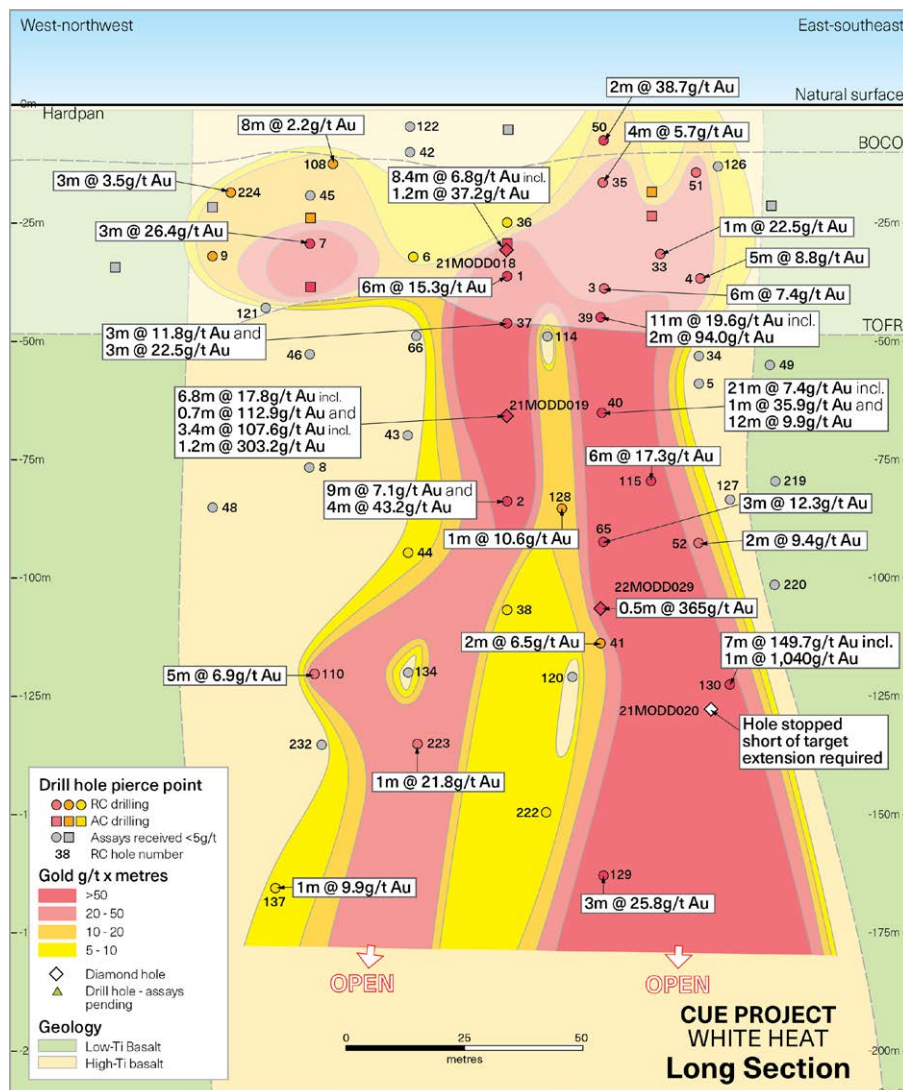 West-northwest
East-southeast
0m
Natural surface
Hardpan
BOCO
2m @ 38.7g/t Au
50
4m @ 5.7g/t Au
8m @ 2.2g/t Au
122
42
108
126
3m @ 3.5g/t Au
224
45
8.4m @ 6.8g/t Au incl.
1.2m @ 37.2g/t Au
35
51
-25m
-25m
36
3m @ 26.4g/t Au
7
1m @ 22.5g/t Au
9
6
21MODD018
33
5m @ 8.8g/t Au
6m @ 15.3g/t Au
1
3
4
6m @ 7.4g/t Au
121
37
39
11m @ 19.6g/t Au incl.
2m @ 94.0g/t Au
TOFR
3m @ 11.8g/t Au and
3m @ 22.5g/t Au
-50m
-50m
46
66
114
34
49
5
6.8m @ 17.8g/t Au incl.
0.7m @ 112.9g/t Au and
3.4m @ 107.6g/t Au incl.
1.2m @ 303.2g/t Au
21MODD019
40
21m @ 7.4g/t Au incl.
1m @ 35.9g/t Au and
12m @ 9.9g/t Au
43
6m @ 17.3g/t Au
-75m
-75m
8
115
127
219
48
9m @ 7.1g/t Au and
4m @ 43.2g/t Au
2
128
3m @ 12.3g/t Au
1m @ 10.6g/t Au
65
52
2m @ 9.4g/t Au
44
-100m
-100m
22MODD029
220
38
0.5m @ 365g/t Au
2m @ 6.5g/t Au
41
7m @ 149.7g/t Au incl.
1m @ 1,040g/t Au
5m @ 6.9g/t Au
110
134
120
130
-125m
-125m
21MODD020
Hole stopped
short of target
extension required
232
223
1m @ 21.8g/t Au
222
-150m
129
1m @ 9.9g/t Au
137
3m @ 25.8g/t Au
-175m
OPEN
OPEN
Drill hole pierce point
RC drilling
AC drilling
Assays received <5g/t
38 RC hole number
Gold g/t x metres
>50
20 - 50
10 - 20
5 - 10
Diamond hole
Drill hole - assays
pending
Geology
Low-Ti Basalt
High-Ti basalt
0 25 50
metres
CUE PROJECT
WHITE HEAT
Long Section
-200m